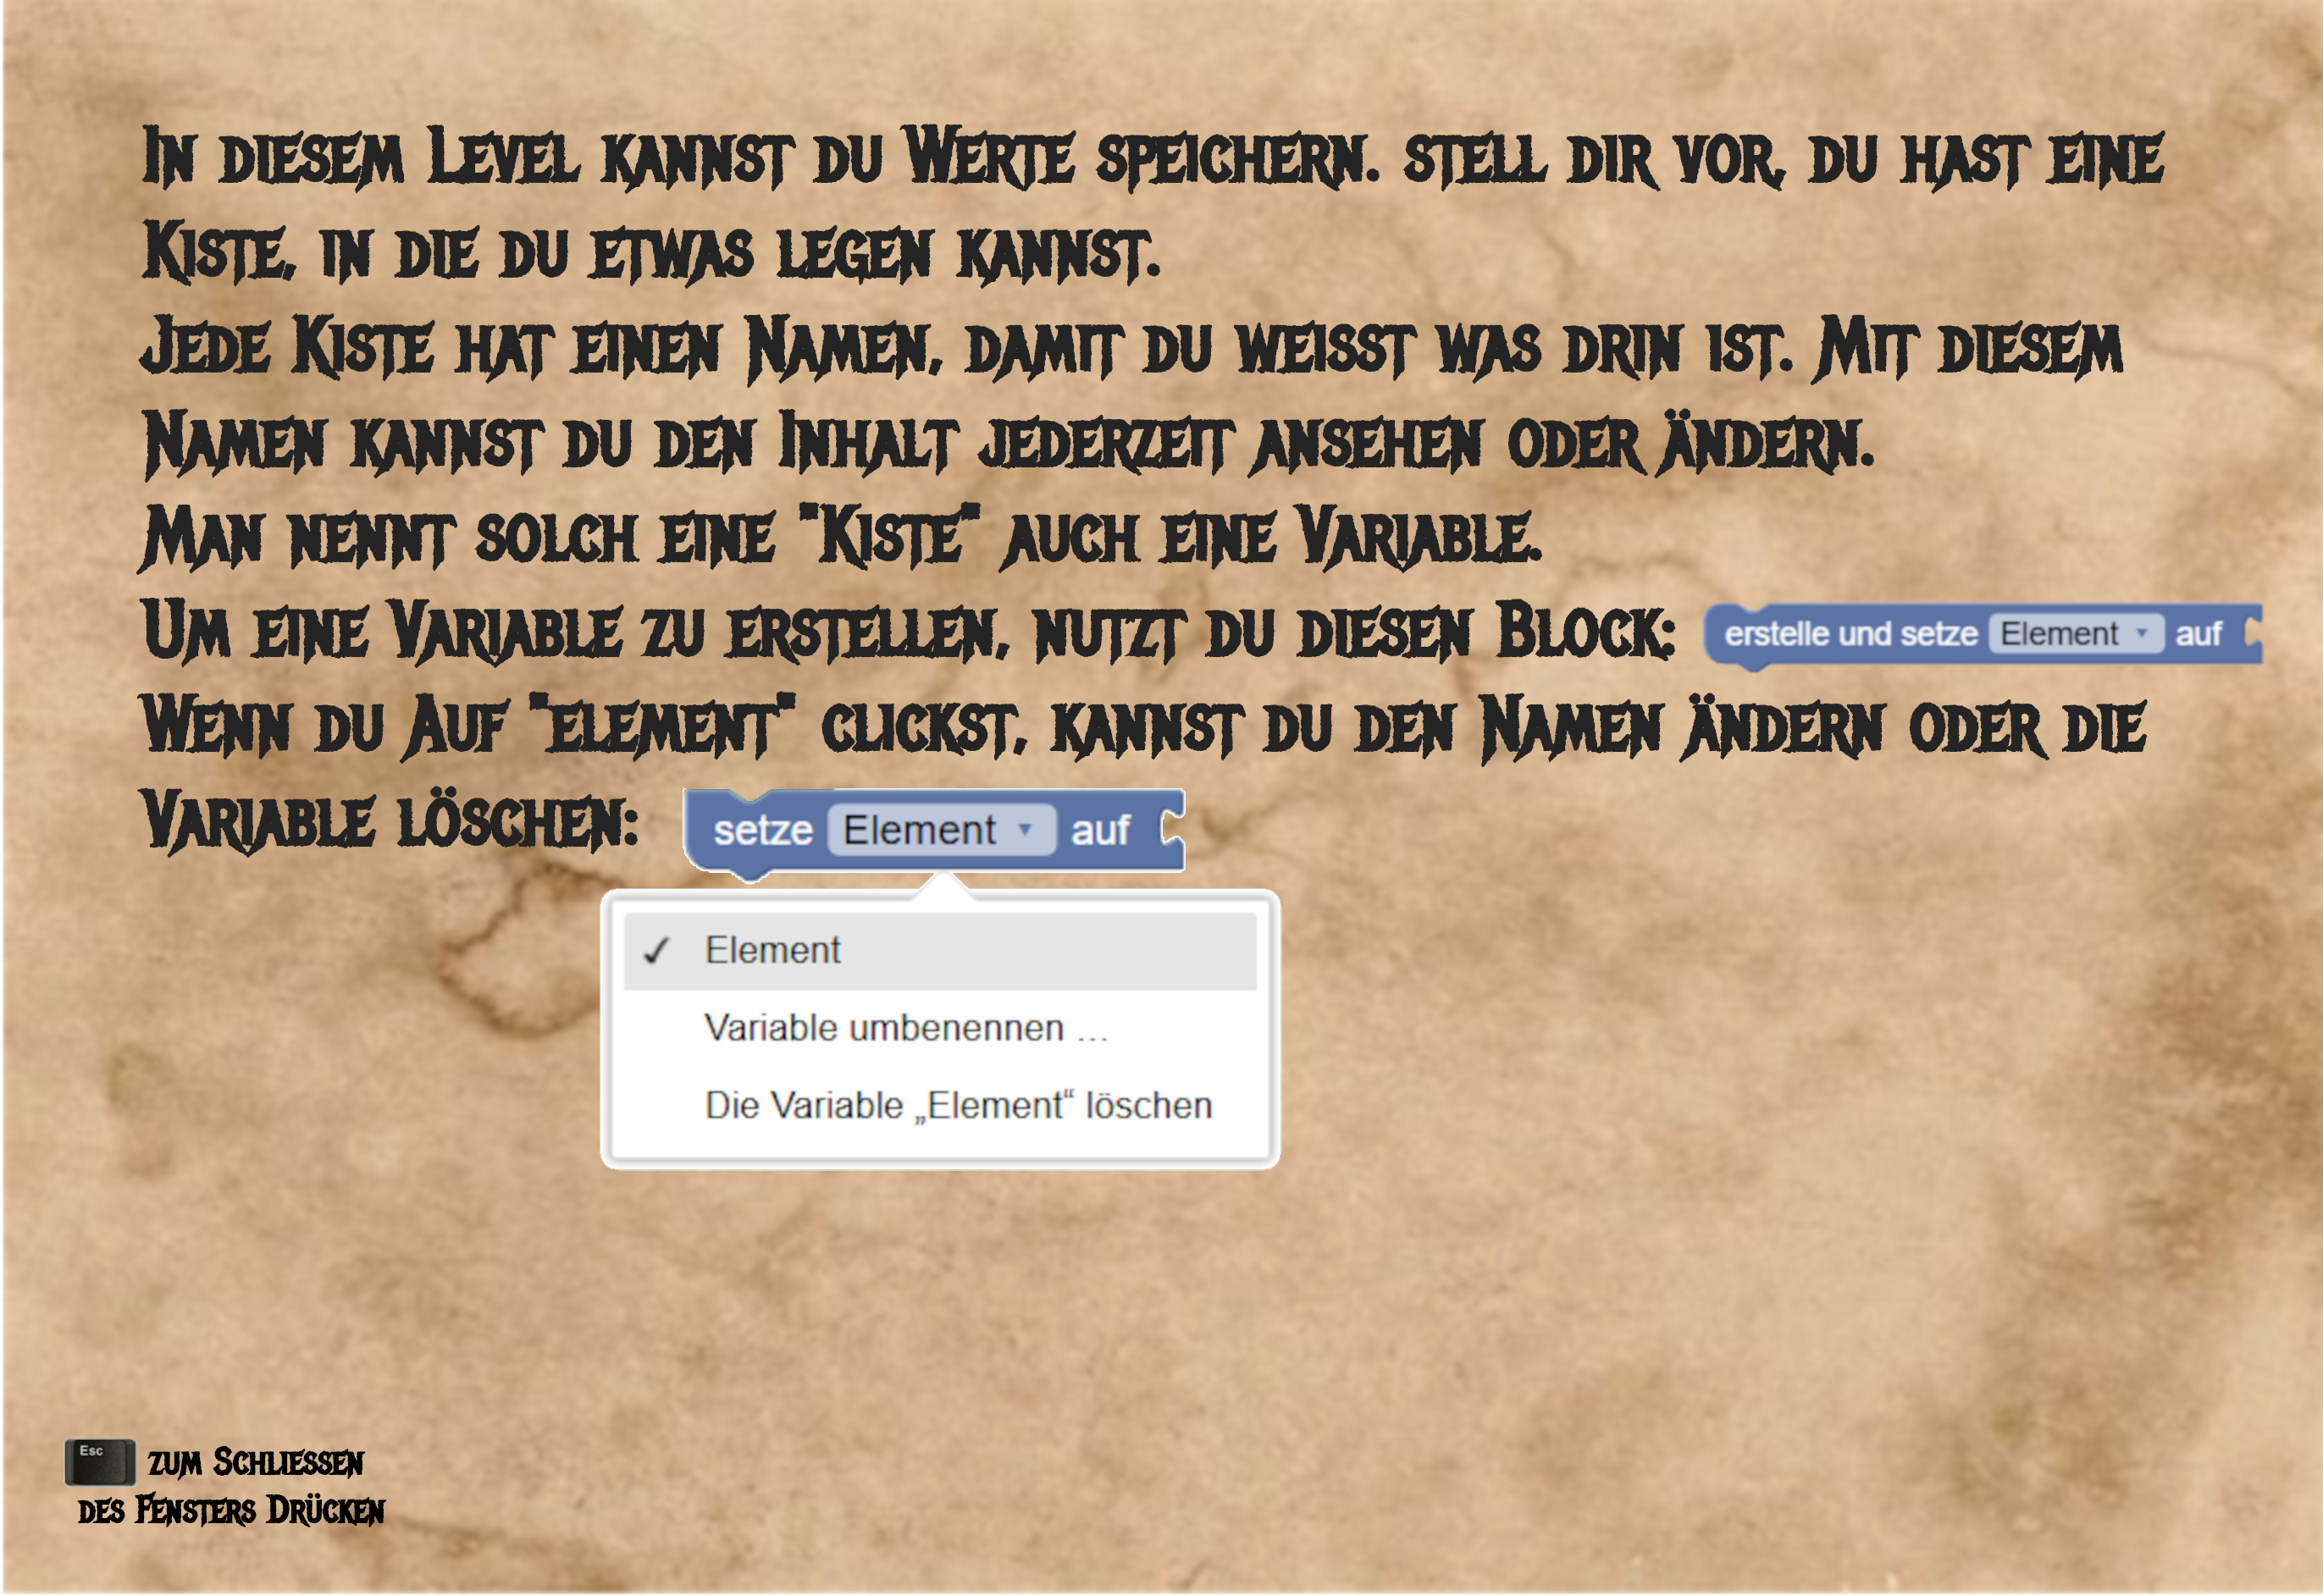 In diesem Level kannst du Werte speichern. stell dir vor, du hast eine
Kiste, in die du etwas legen kannst.
Jede Kiste hat einen Namen, damit du weisst was drin ist. Mit diesem
Namen kannst du den Inhalt jederzeit ansehen oder ändern.
Man nennt solch eine "Kiste" auch eine Variable.
Um eine Variable zu erstellen, nutzt du diesen Block: erstelle und setze Element ▾ auf
Wenn du Auf "element" clickst, kannst du den Namen ändern oder die
Variable löschen: setze Element ▾ auf
✓ Element
Variable umbenennen ...
Die Variable „Element“ löschen
Esc zum Schliessen
des Fensters Drücken